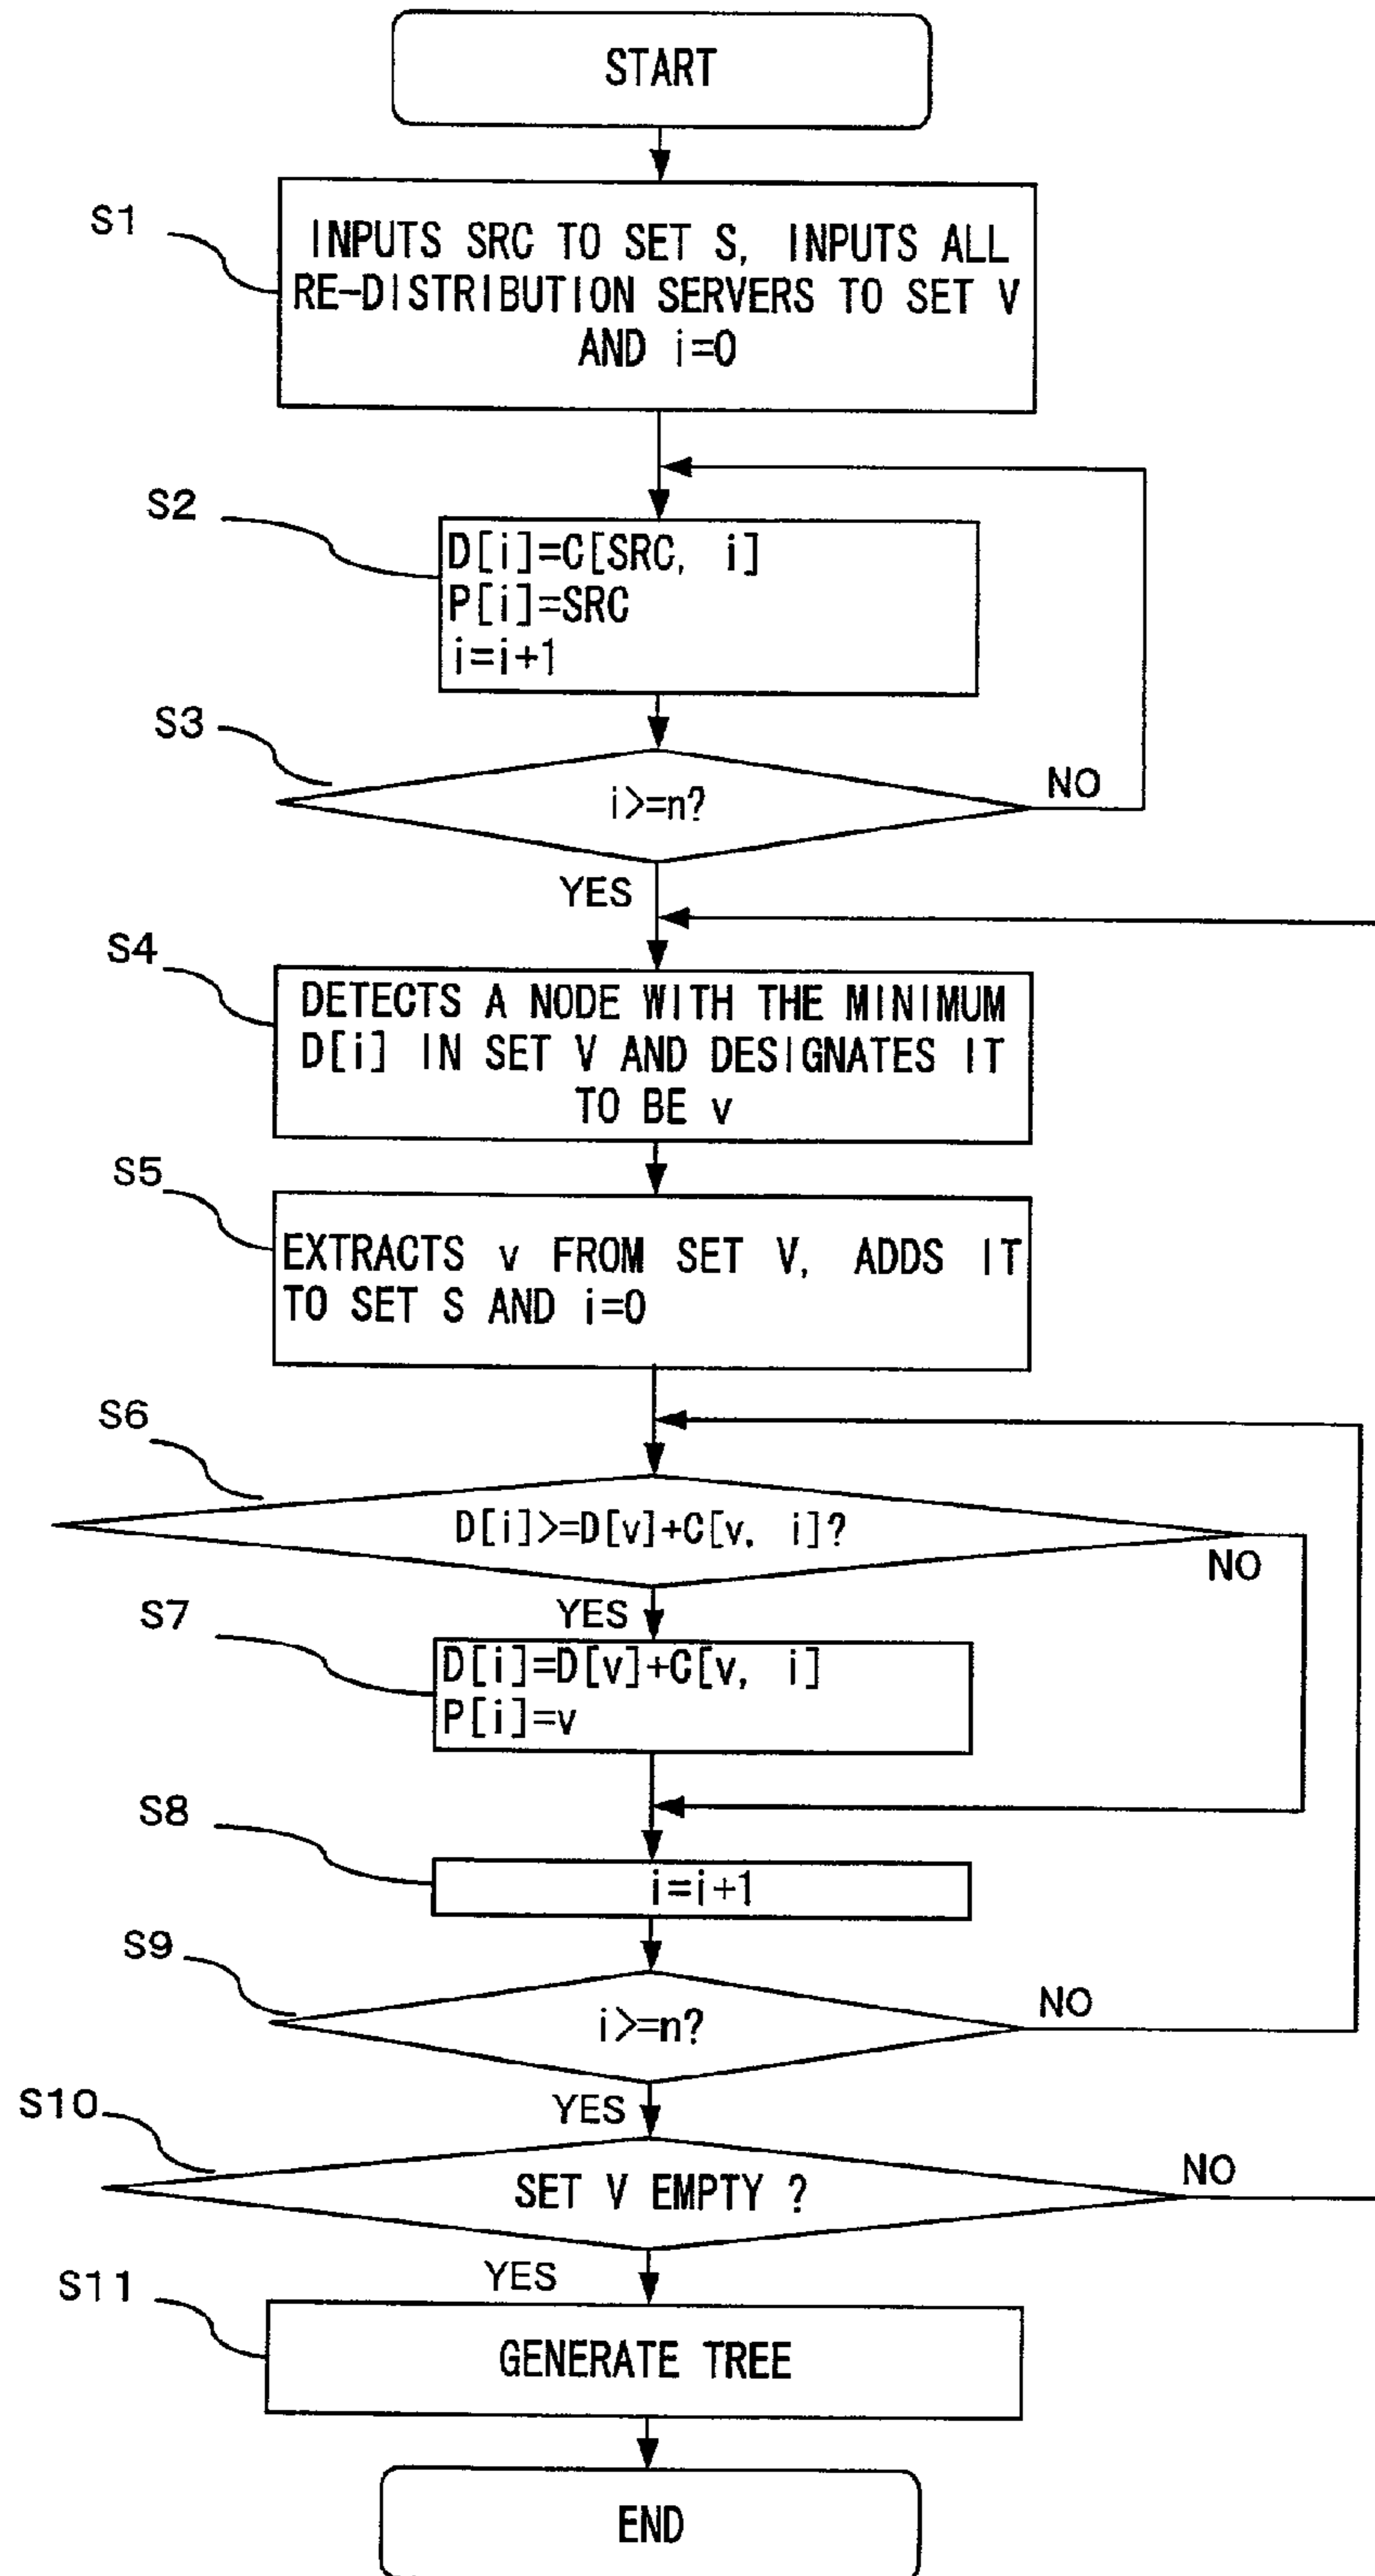 START
S1
INPUTS SRC TO SET S, INPUTS ALL
RE-DISTRIBUTION SERVERS TO SET V
AND i=0
S2
D[i]=C[SRC, i]
P[i]=SRC
i=i+1
S3
i>=n?
NO
YES
S4
DETECTS A NODE WITH THE MINIMUM
D[i] IN SET V AND DESIGNATES IT
TO BE v
S5
EXTRACTS v FROM SET V, ADDS IT
TO SET S AND i=0
S6
D[i]>=D[v]+C[v, i]?
NO
YES
S7
D[i]=D[v]+C[v, i]
P[i]=v
S8
i=i+1
S9
i>=n?
NO
YES
S10
SET V EMPTY ?
NO
YES
S11
GENERATE TREE
END